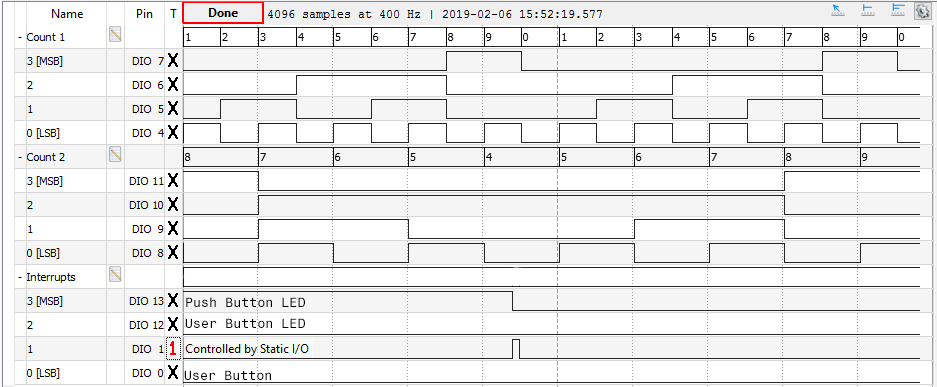 Name Pin T Done 4096 samples at 400 Hz | 2019-02-06 15:52:19.577
- Count 1 1 2 3 4 5 6 7 8 9 0 1 2 3 4 5 6 7 8 9 0
3 [MSB] DIO 7 X
2 DIO 6 X
1 DIO 5 X
0 [LSB] DIO 4 X
- Count 2 8 7 6 5 4 5 6 7 8 9
3 [MSB] DIO 11 X
2 DIO 10 X
1 DIO 9 X
0 [LSB] DIO 8 X
- Interrupts
3 [MSB] DIO 13 X Push Button LED
2 DIO 12 X User Button LED
1 DIO 1 1 Controlled by Static I/O
0 [LSB] DIO 0 X User Button